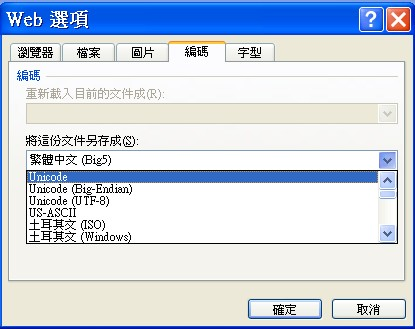 Web 選項
瀏覽器 檔案 圖片 編碼 字型
編碼
重新載入目前的文件成(R):
將這份文件另存成(S):
繁體中文 (Big5)
Unicode
Unicode (Big-Endian)
Unicode (UTF-8)
US-ASCII
土耳其文 (ISO)
土耳其文 (Windows)
確定 取消